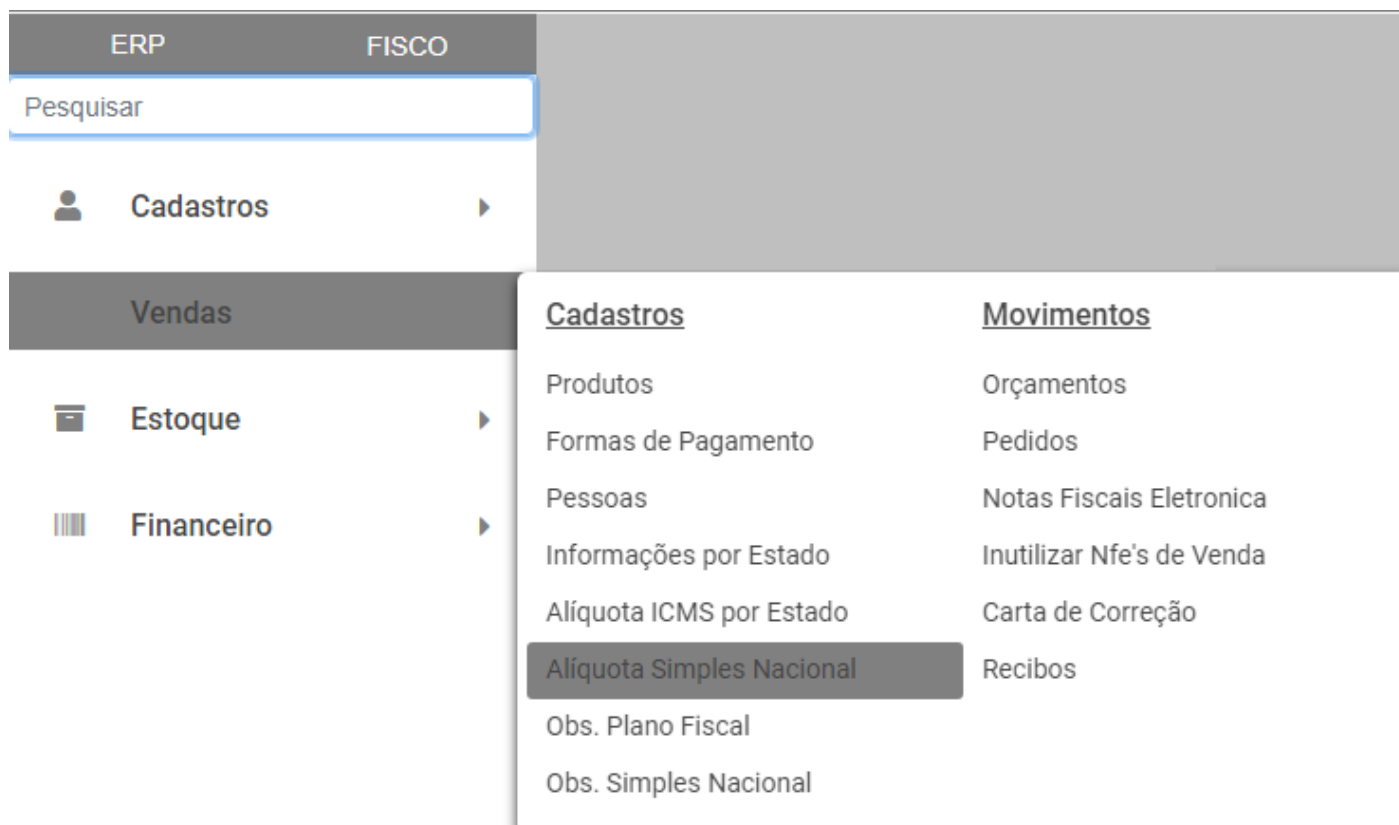 ERP FISCO
Pesquisar
Cadastros
Vendas
Estoque
Financeiro
Cadastros
Produtos
Formas de Pagamento
Pessoas
Informações por Estado
Alíquota ICMS por Estado
Alíquota Simples Nacional
Obs. Plano Fiscal
Obs. Simples Nacional
Movimentos
Orçamentos
Pedidos
Notas Fiscais Eletronica
Inutilizar Nfe's de Venda
Carta de Correção
Recibos